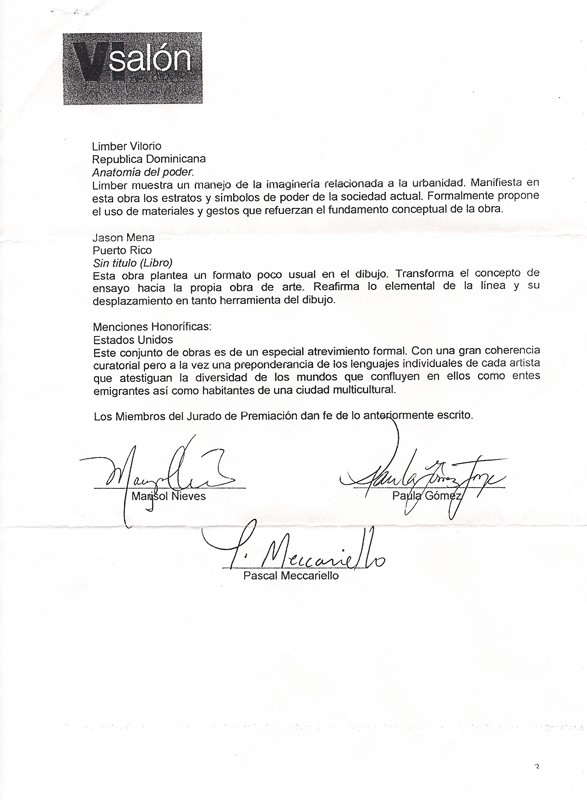 VI salón
Limber Vilorio
Republica Dominicana
Anatomía del poder.
Limber muestra un manejo de la imaginería relacionada a la urbanidad. Manifiesta en
esta obra los estratos y símbolos de poder de la sociedad actual. Formalmente propone
el uso de materiales y gestos que refuerzan el fundamento conceptual de la obra.
Jason Mena
Puerto Rico
Sin titulo (Libro)
Esta obra plantea un formato poco usual en el dibujo. Transforma el concepto de
ensayo hacia la propia obra de arte. Reafirma lo elemental de la línea y su
desplazamiento en tanto herramienta del dibujo.
Menciones Honoríficas:
Estados Unidos
Este conjunto de obras es de un especial atrevimiento formal. Con una gran coherencia
curatorial pero a la vez una preponderancia de los lenguajes individuales de cada artista
que atestiguan la diversidad de los mundos que confluyen en ellos como entes
emigrantes así como habitantes de una ciudad multicultural.
Los Miembros del Jurado de Premiación dan fe de lo anteriormente escrito.
Marisol Nieves
Paula Gómez
P. Meccariello
Pascal Meccariello